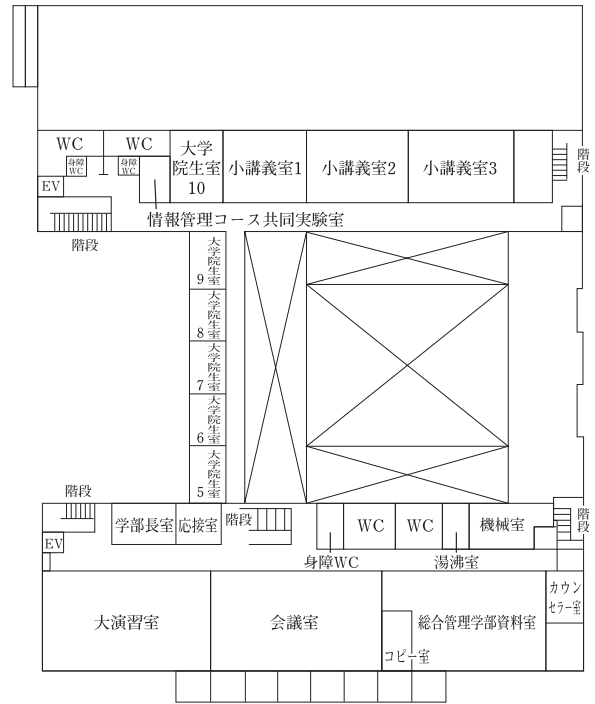 WC
WC
身障
WC
身障
WC
EV
大学
院生室
10
小講義室1
小講義室2
小講義室3
階段
情報管理コース共同実験室
階段
大学院生室
9
大学院生室
8
大学院生室
7
大学院生室
6
大学院生室
5
階段
EV
学部長室
応接室
階段
WC
WC
機械室
階段
身障WC
湯沸室
大演習室
会議室
総合管理学部資料室
カウン
セラー室
コピー室